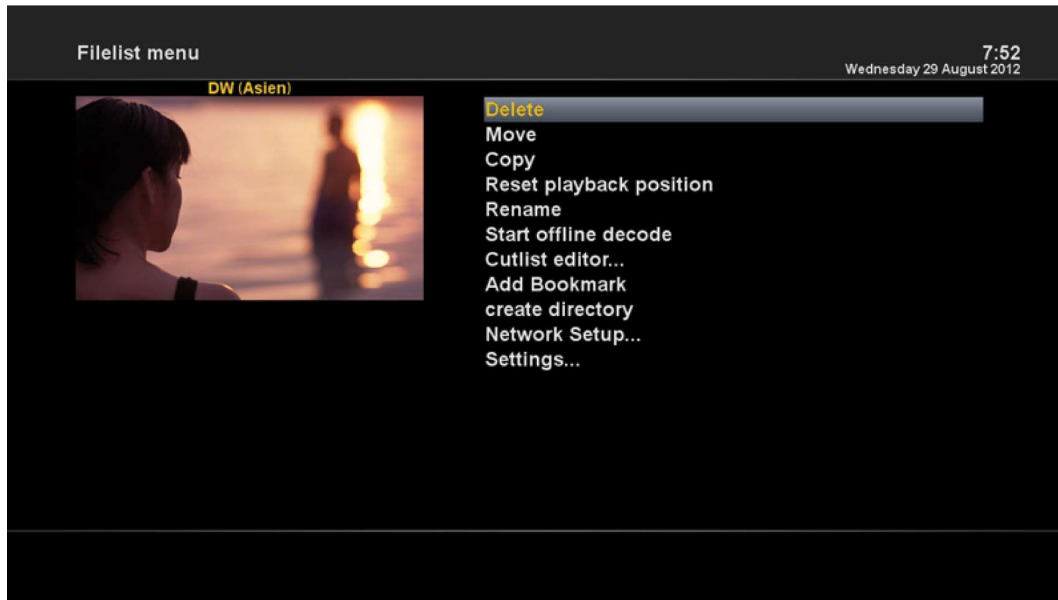 Filelist menu
7:52
Wednesday 29 August 2012
DW (Asien)
Delete
Move
Copy
Reset playback position
Rename
Start offline decode
Cutlist editor...
Add Bookmark
create directory
Network Setup...
Settings...